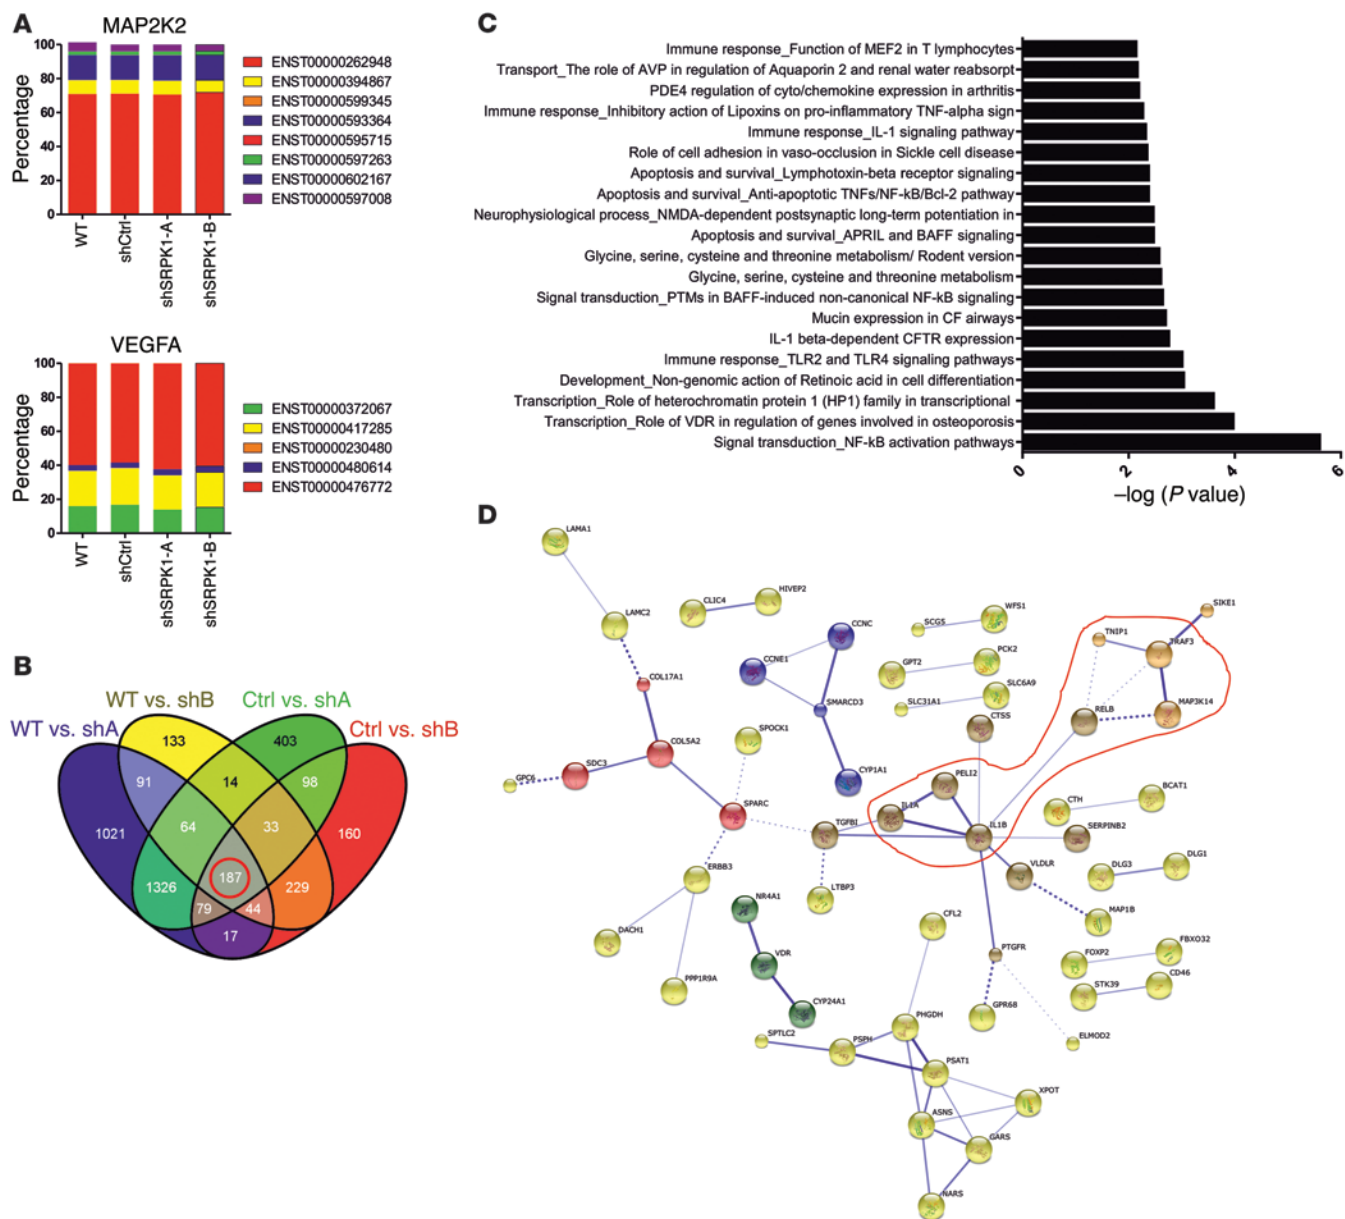 A
MAP2K2
Percentage
100
80
60
40
20
0
WT
shCtrl
shSRPK1-A
shSRPK1-B
ENST00000262948
ENST00000394867
ENST00000599345
ENST00000593364
ENST00000595715
ENST00000597263
ENST00000602167
ENST00000597008
VEGFA
Percentage
100
80
60
40
20
0
WT
shCtrl
shSRPK1-A
shSRPK1-B
ENST00000372067
ENST00000417285
ENST00000230480
ENST00000480614
ENST00000476772
B
WT vs. shB
Ctrl vs. shA
WT vs. shA
Ctrl vs. shB
133
403
91
14
98
1021
64
33
160
187
1326
229
79
44
17
C
Immune response_Function of MEF2 in T lymphocytes
Transport_The role of AVP in regulation of Aquaporin 2 and renal water reabsorpt
PDE4 regulation of cyto/chemokine expression in arthritis
Immune response_Inhibitory action of Lipoxins on pro-inflammatory TNF-alpha sign
Immune response_IL-1 signaling pathway
Role of cell adhesion in vaso-occlusion in Sickle cell disease
Apoptosis and survival_Lymphotoxin-beta receptor signaling
Apoptosis and survival_Anti-apoptotic TNFs/NF-kB/Bcl-2 pathway
Neurophysiological process_NMDA-dependent postsynaptic long-term potentiation in
Apoptosis and survival_APRIL and BAFF signaling
Glycine, serine, cysteine and threonine metabolism/ Rodent version
Glycine, serine, cysteine and threonine metabolism
Signal transduction_PTMs in BAFF-induced non-canonical NF-kB signaling
Mucin expression in CF airways
IL-1 beta-dependent CFTR expression
Immune response_TLR2 and TLR4 signaling pathways
Development_Non-genomic action of Retinoic acid in cell differentiation
Transcription_Role of heterochromatin protein 1 (HP1) family in transcriptional
Transcription_Role of VDR in regulation of genes involved in osteoporosis
Signal transduction_NF-kB activation pathways
0
2
4
6
–log (P value)
D
LAMA1
LAMC2
CLIC4
HIVEP2
CCNC
CCNE1
SMARCD3
CYP1A1
SCG5
WFS1
GPT2
PCK2
SLC31A1
SLC6A9
SIKE1
TNIP1
TRAF3
RELB
MAP3K14
COL17A1
COL5A2
SDC3
GPC6
SPOCK1
CTSS
PELI2
IL1A
IL1B
SPARC
TGFBI
SERPINB2
CTH
BCAT1
VLDLR
DLG3
DLG1
MAP1B
ERBB3
LTBP3
DACH1
PPP1R9A
NR4A1
VDR
CYP24A1
CFL2
PTGFR
GPR68
ELMOD2
FOXP2
FBXO32
STK39
CD46
SPTLC2
PSPH
PHGDH
PSAT1
XPOT
ASNS
GARS
NARS